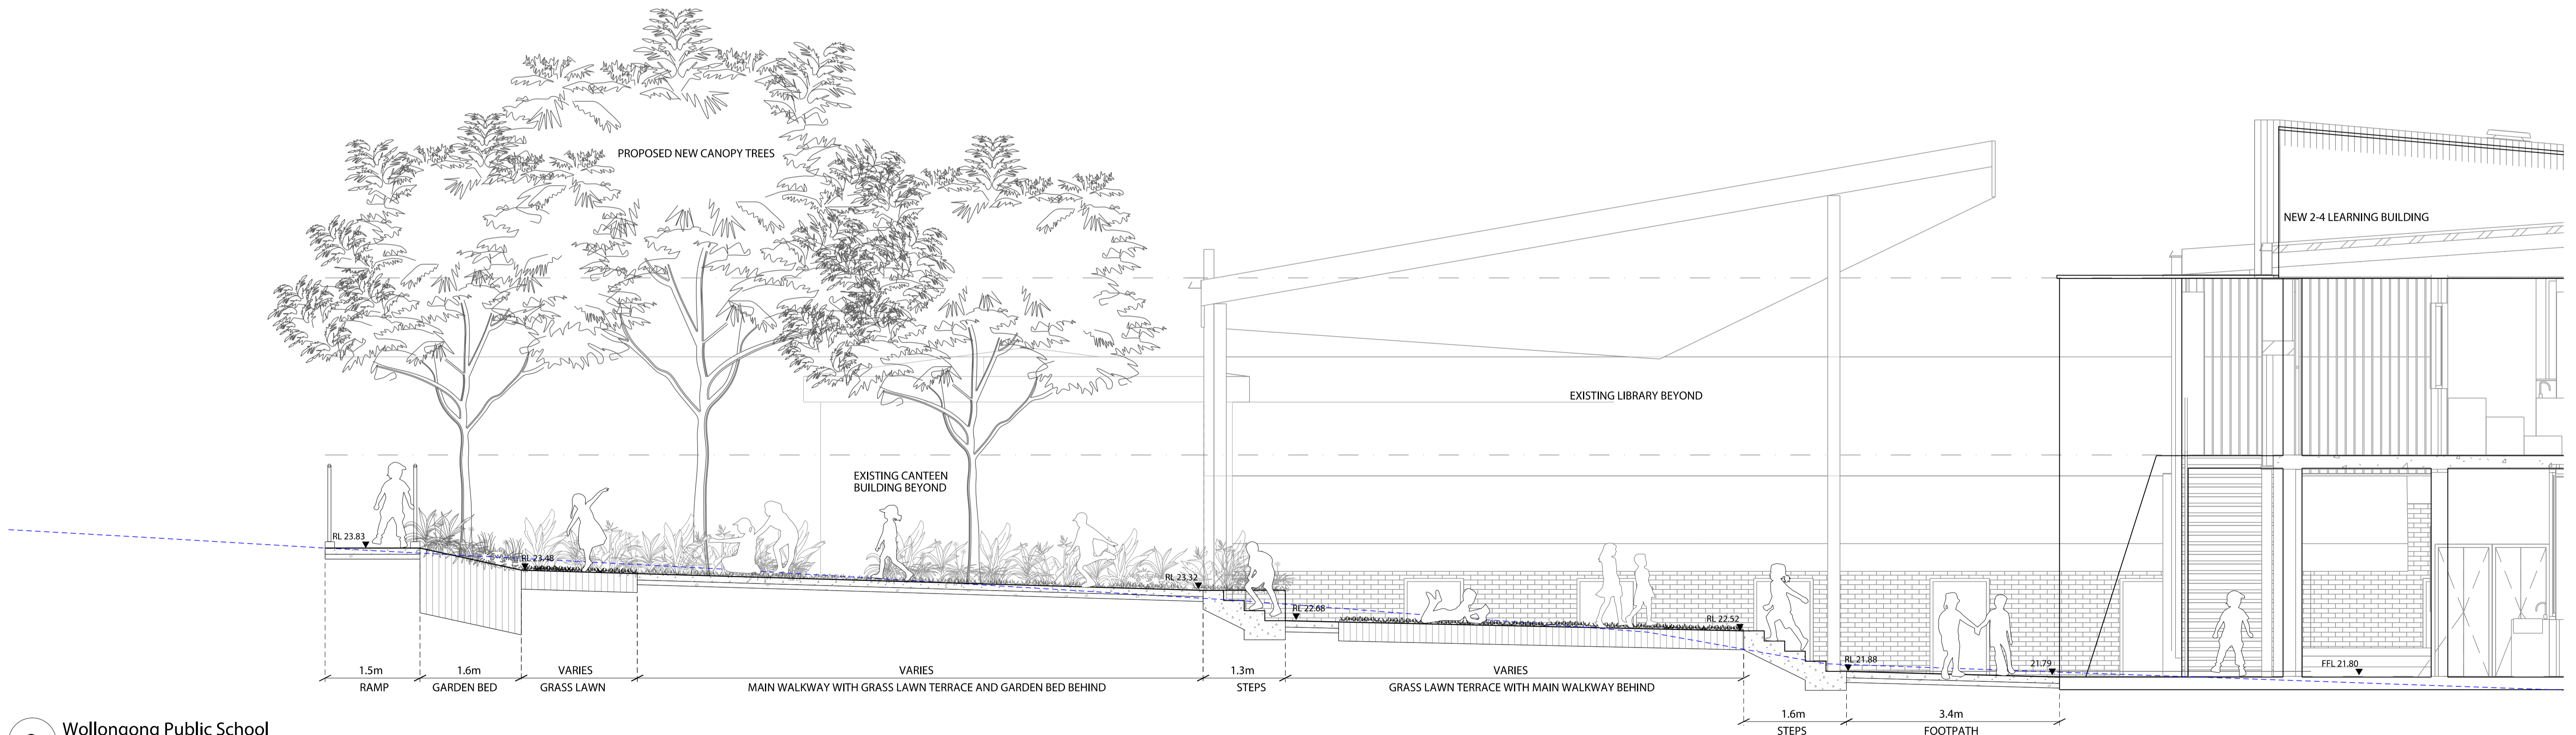 PROPOSED NEW CANOPY TREES
NEW 2-4 LEARNING BUILDING
EXISTING LIBRARY BEYOND
EXISTING CANTEEN
BUILDING BEYOND
RL 23.83
RL 23.48
RL 23.32
RL 22.68
RL 22.52
RL 21.88
21.79
FFL 21.80
1.5m
RAMP
1.6m
GARDEN BED
VARIES
GRASS LAWN
VARIES
MAIN WALKWAY WITH GRASS LAWN TERRACE AND GARDEN BED BEHIND
1.3m
STEPS
VARIES
GRASS LAWN TERRACE WITH MAIN WALKWAY BEHIND
1.6m
STEPS
3.4m
FOOTPATH
Wollongong Public School